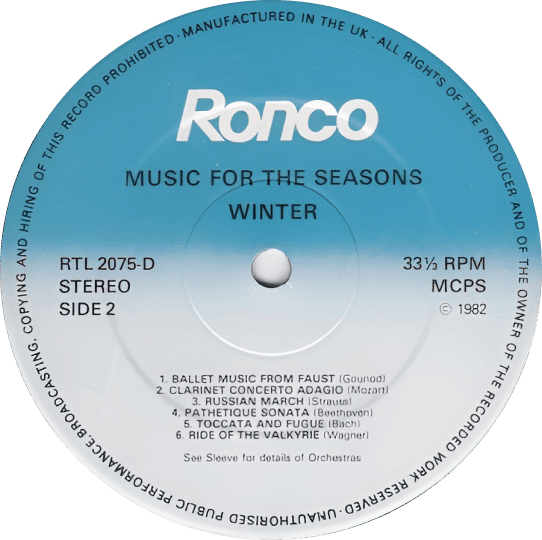 Ronco
MUSIC FOR THE SEASONS
WINTER
RTL 2075-D
STEREO
SIDE 2
33⅓ RPM
MCPS
© 1982
1. BALLET MUSIC FROM FAUST (Gounod)
2. CLARINET CONCERTO ADAGIO (Mozart)
3. RUSSIAN MARCH (Strauss)
4. PATHETIQUE SONATA (Beethoven)
5. TOCCATA AND FUGUE (Bach)
6. RIDE OF THE VALKYRIE (Wagner)
See Sleeve for details of Orchestras
MANUFACTURED IN THE UK · ALL RIGHTS OF THE PRODUCER AND OF THE OWNER OF THE RECORDED WORK RESERVED · UNAUTHORISED PUBLIC PERFORMANCE, BROADCASTING, COPYING AND HIRING OF THIS RECORD PROHIBITED ·